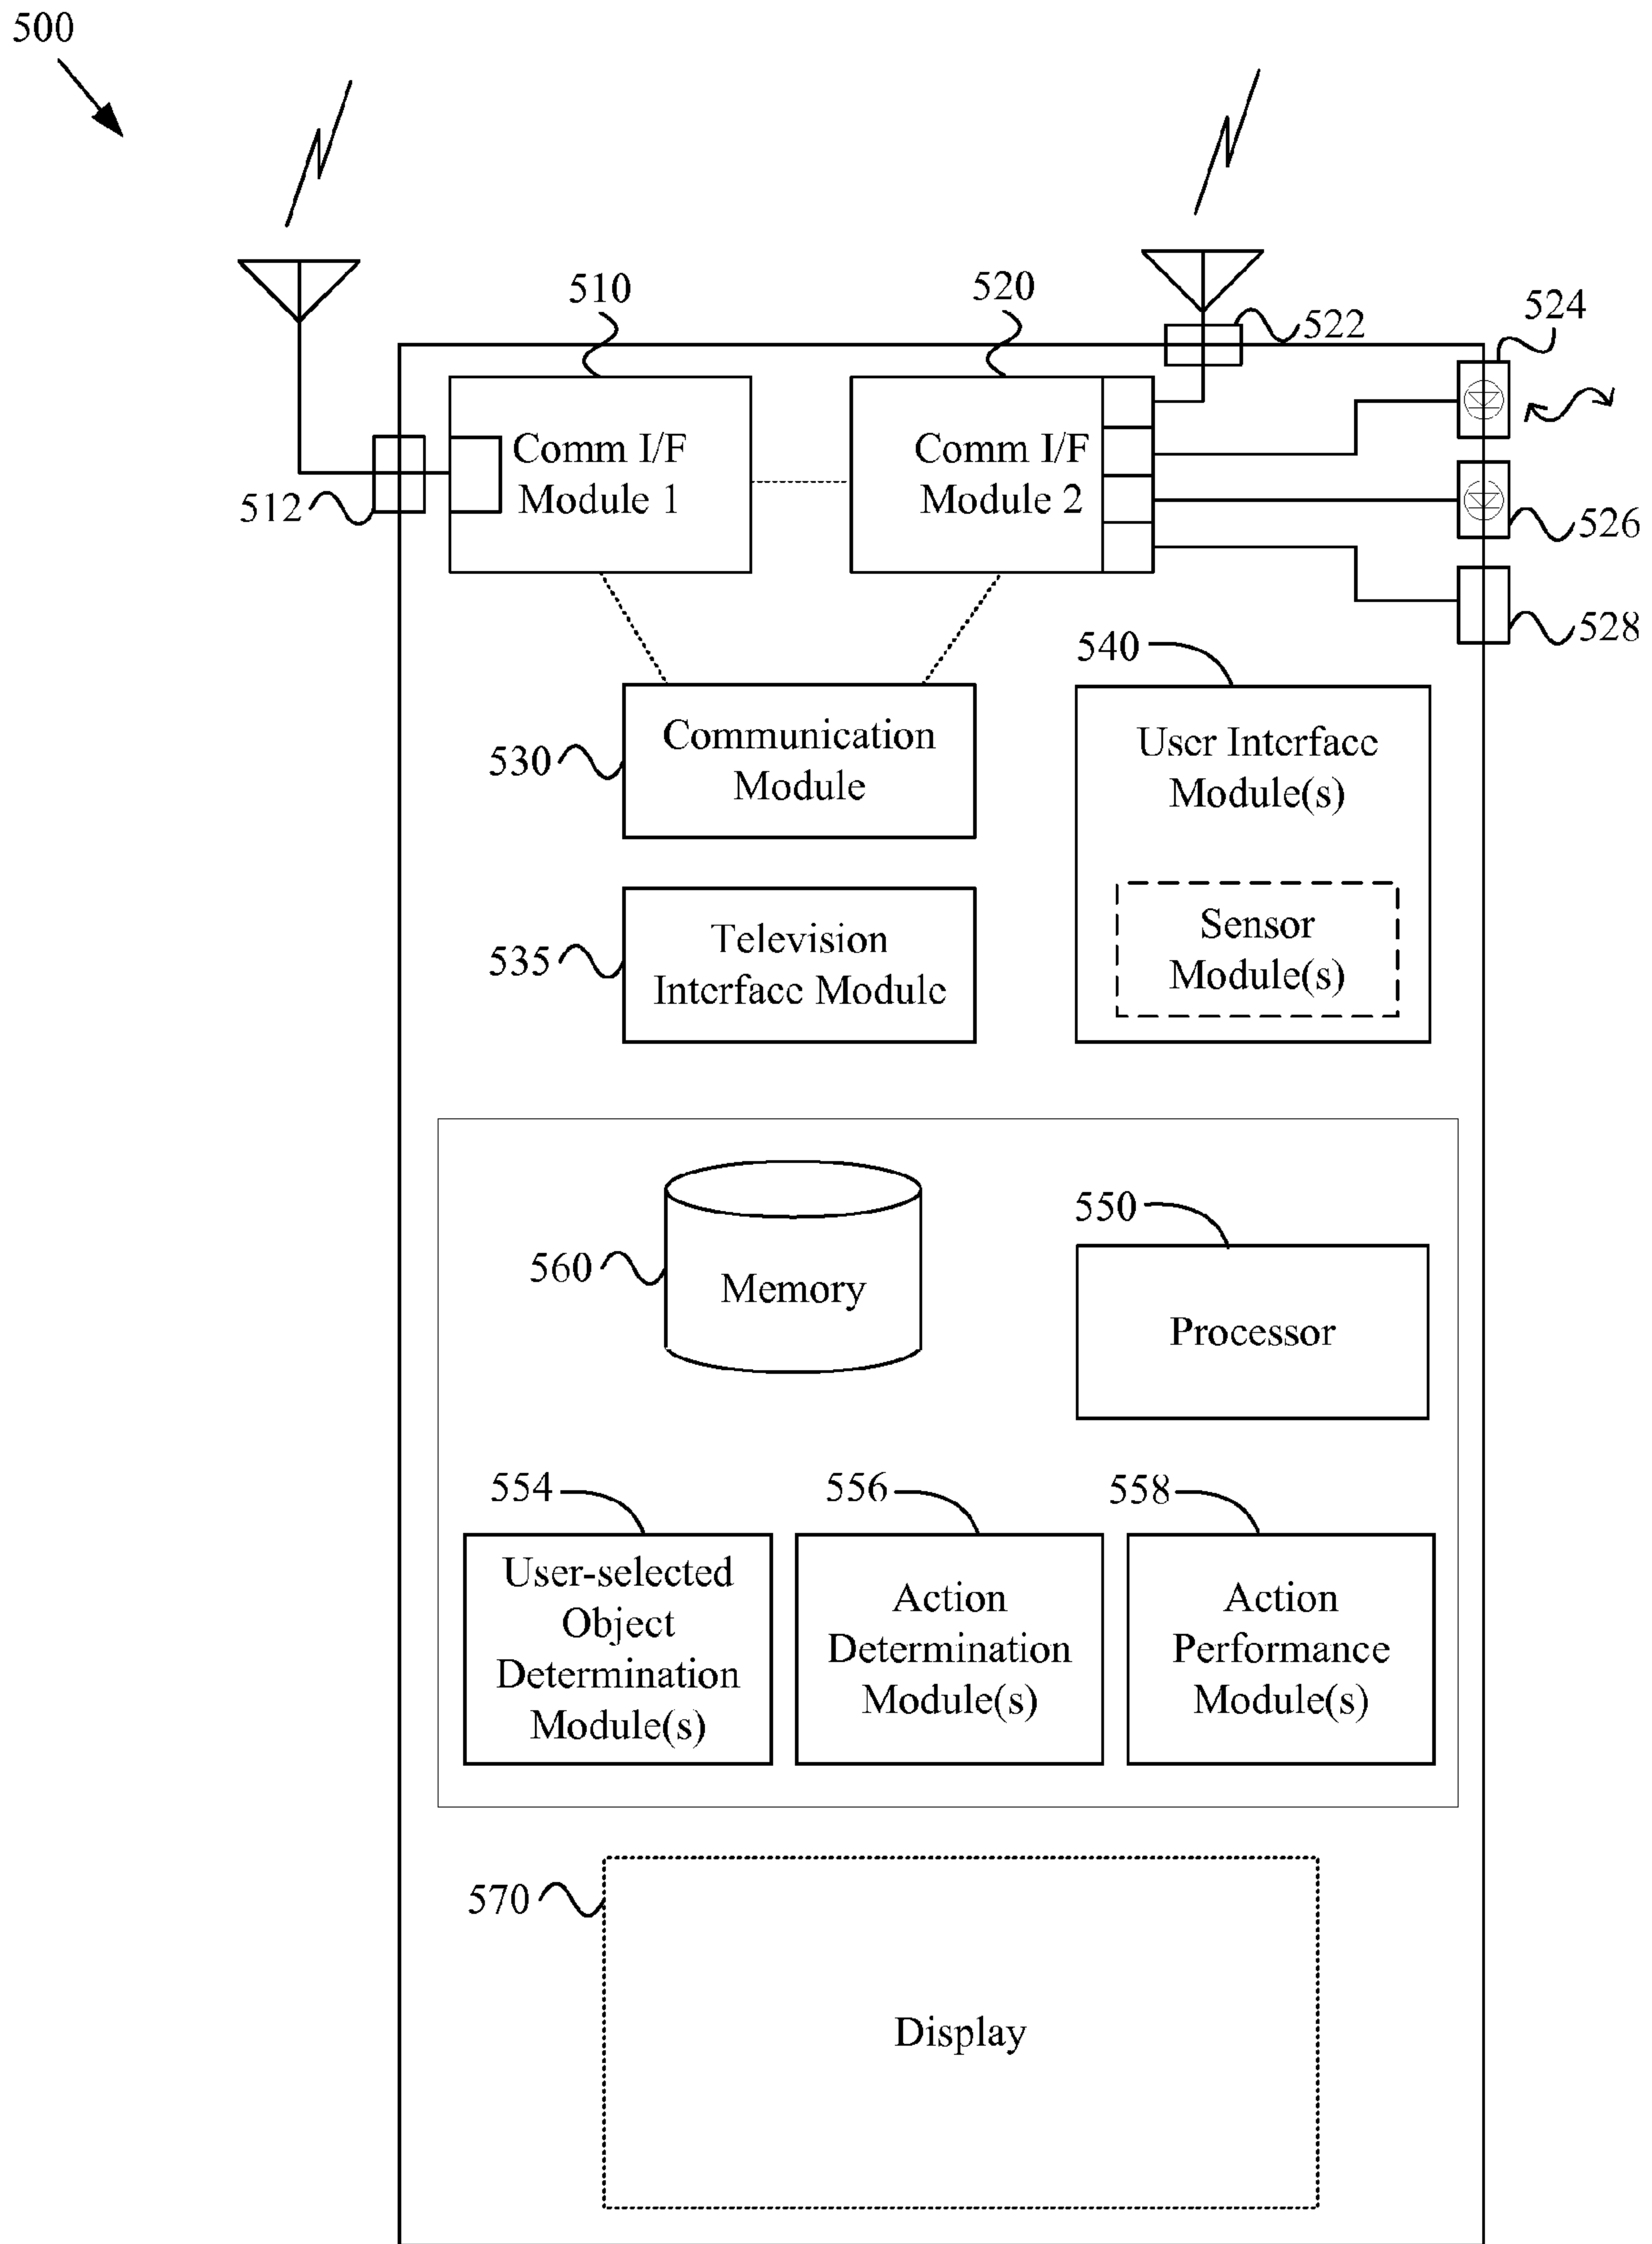 500
510
520
522
524
Comm I/F
Module 1
Comm I/F
Module 2
512
526
528
540
530
Communication
Module
User Interface
Module(s)
535
Television
Interface Module
Sensor
Module(s)
550
560
Memory
Processor
554
556
558
User-selected
Object
Determination
Module(s)
Action
Determination
Module(s)
Action
Performance
Module(s)
570
Display